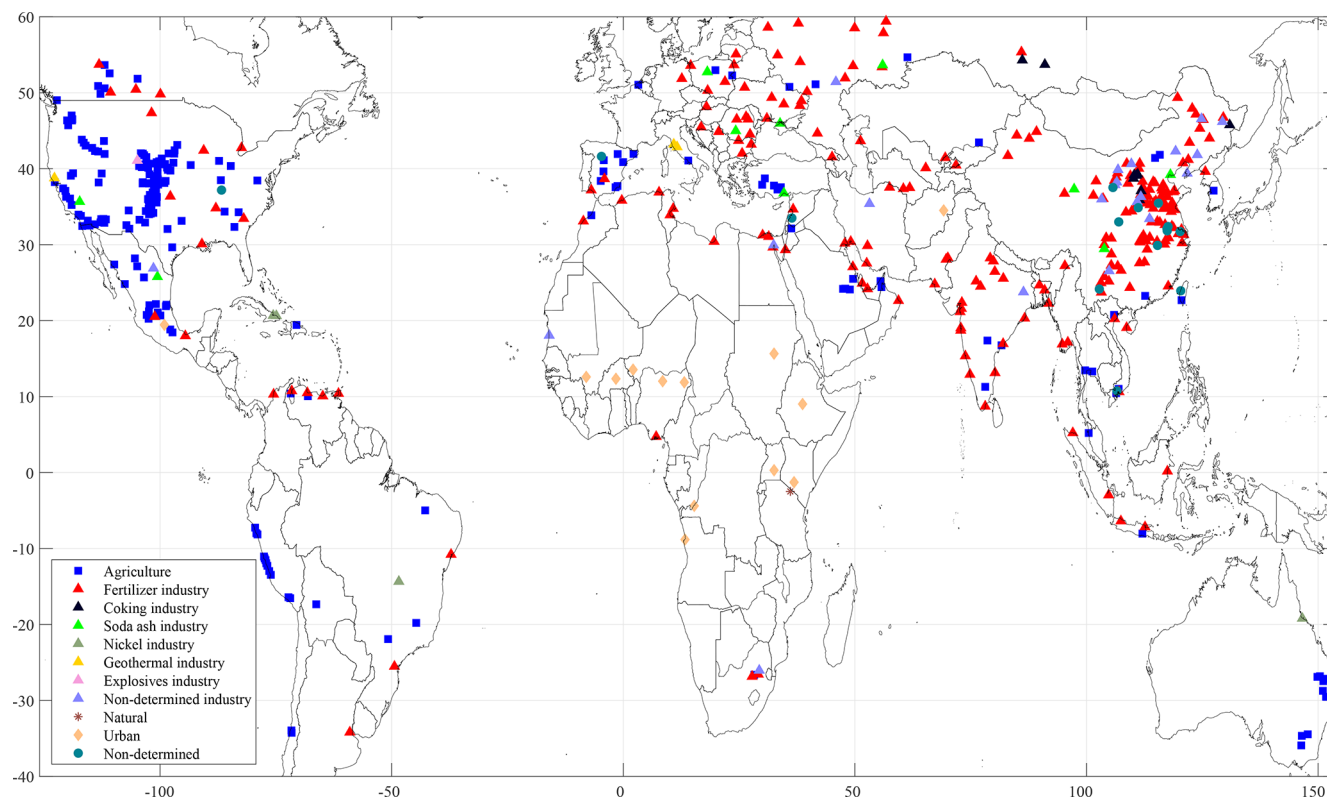 60
50
40
30
20
10
0
-10
-20
-30
-40
Agriculture
Fertilizer industry
Coking industry
Soda ash industry
Nickel industry
Geothermal industry
Explosives industry
Non-determined industry
Natural
Urban
Non-determined
-100
-50
0
50
100
150